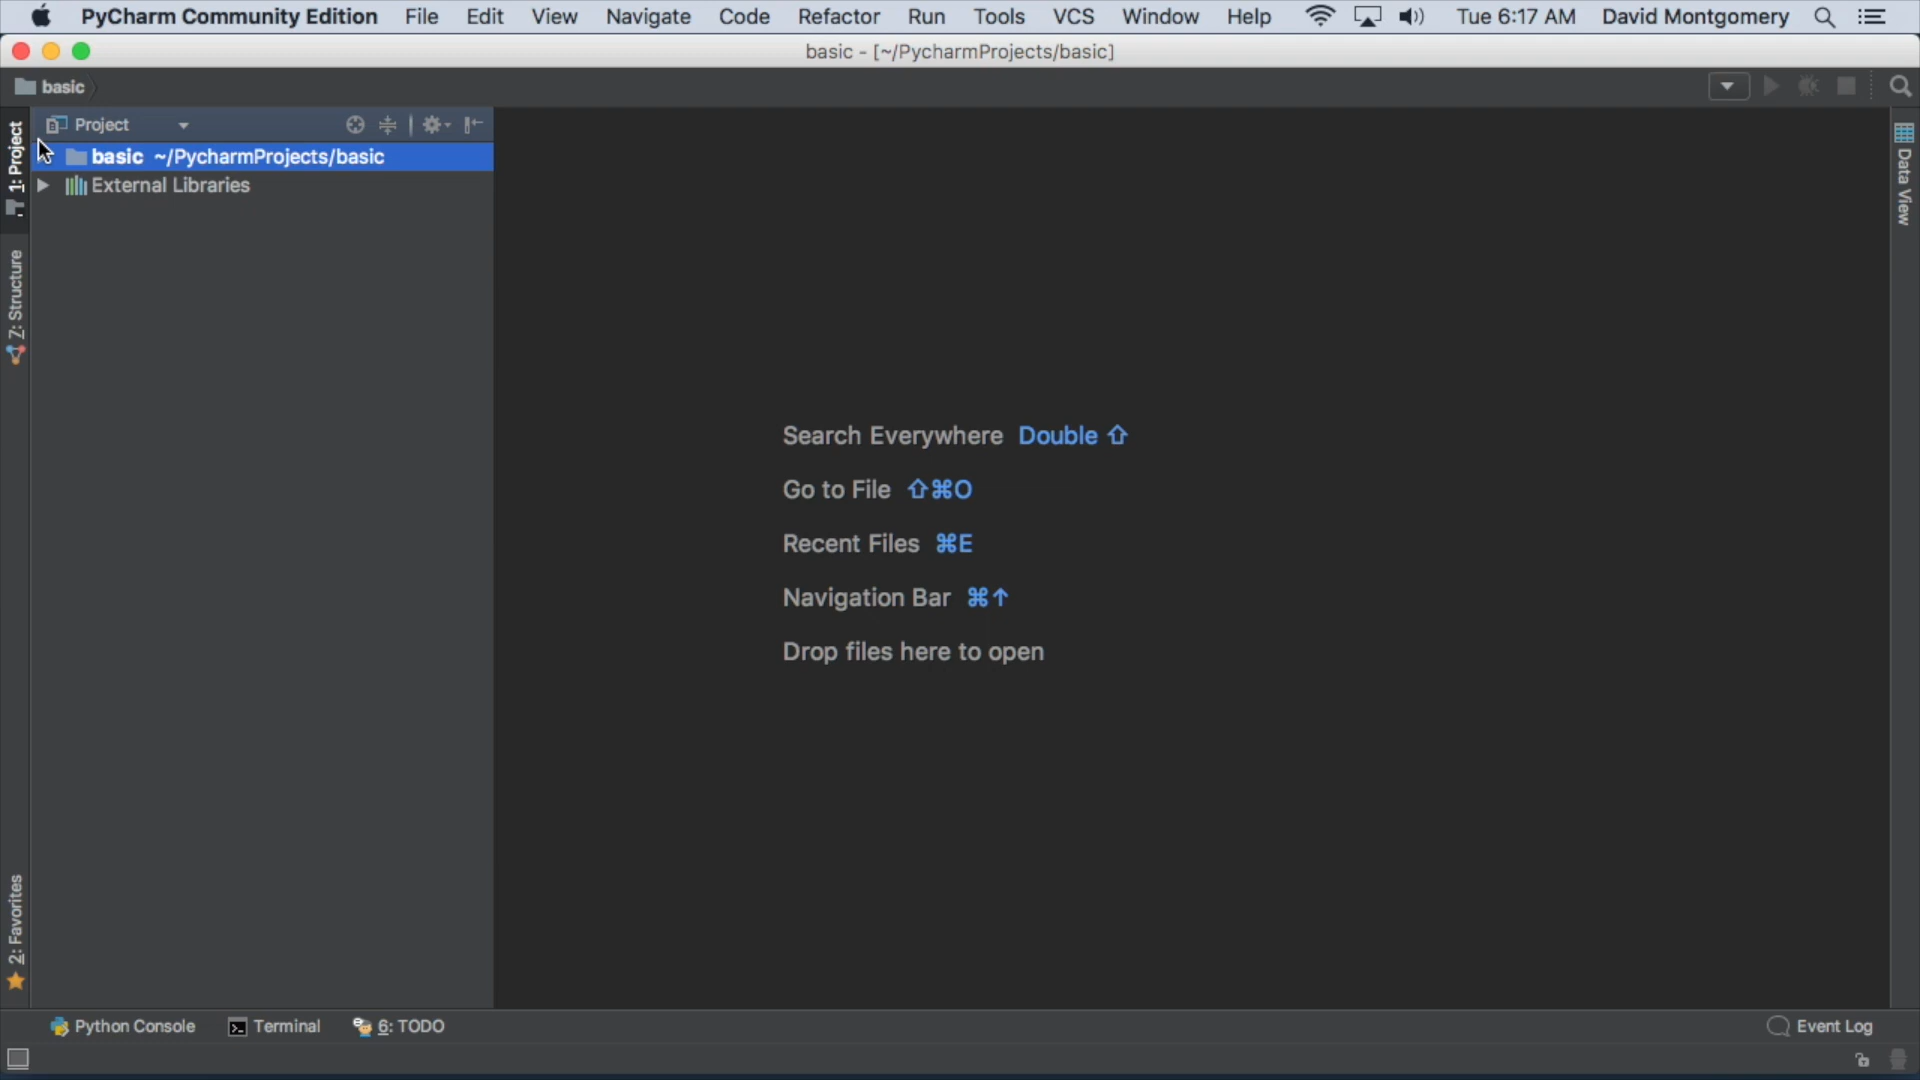 PyCharm Community Edition File Edit View Navigate Code Refactor Run Tools VCS Window Help Tue 6:17 AM David Montgomery
basic - [~/PycharmProjects/basic]
basic
Project
basic ~/PycharmProjects/basic
External Libraries
1: Project
7: Structure
2: Favorites
Data View
Search Everywhere Double ⇧
Go to File ⇧⌘O
Recent Files ⌘E
Navigation Bar ⌘↑
Drop files here to open
Python Console Terminal 6: TODO Event Log